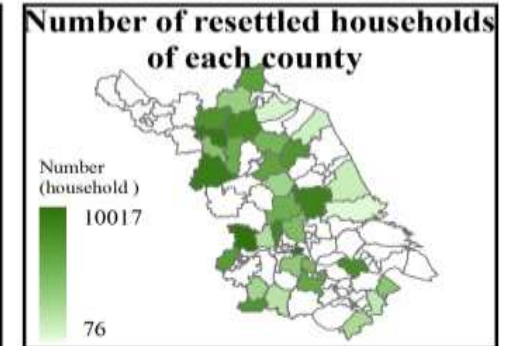 Number of resettled households
of each county
Number
(household )
10017
76